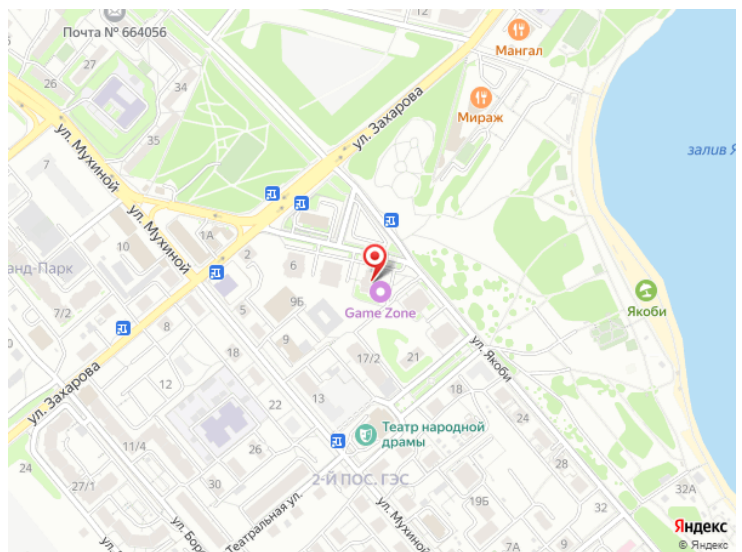 Почта № 664056
Мангал
27
34
26
Мираж
ул. Захарова
35
залив Я
ул. Мухиной
7
ул. Мухиной
1А
2
10
анд-Парк
6
9Б
Якоби
7/2
Game Zone
5
8
9
18
17/2
21
ул. Якоби
12
22
13
18
ул. Захарова
24
Театр народной
драмы
26
11/4
24
2-Й ПОС. ГЭС
28
30
32А
27/1
19Б
Театральная ул.
32
ул. Мухиной
7А
Яндекс
© Яндекс